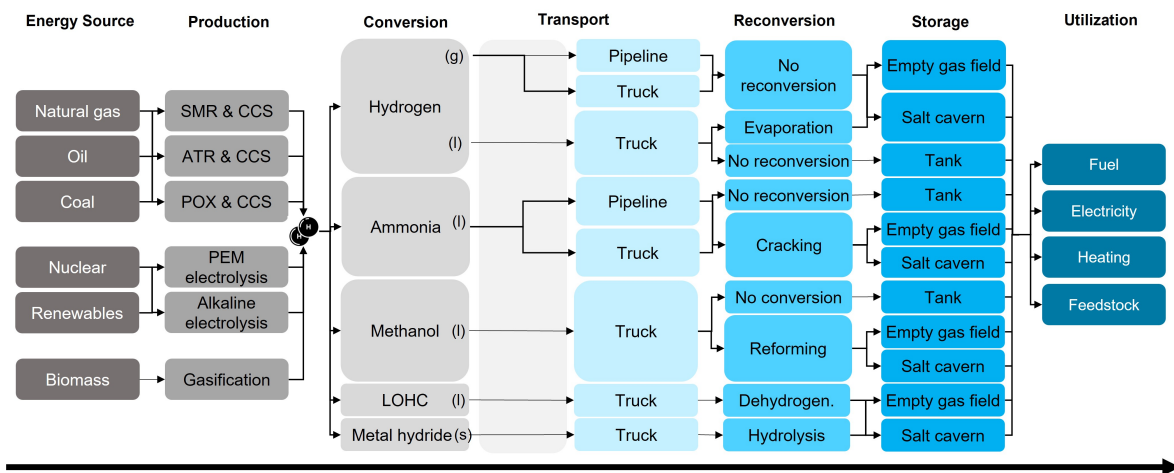 Energy Source
Production
Conversion
Transport
Reconversion
Storage
Utilization
Natural gas
Oil
Coal
Nuclear
Renewables
Biomass
SMR & CCS
ATR & CCS
POX & CCS
PEM
electrolysis
Alkaline
electrolysis
Gasification
H
H
Hydrogen
(g)
(l)
Ammonia
(l)
Methanol
(l)
LOHC
(l)
Metal hydride
(s)
Pipeline
Truck
Truck
Pipeline
Truck
Truck
Truck
Truck
No
reconversion
Evaporation
No reconversion
No reconversion
Cracking
No conversion
Reforming
Dehydrogen.
Hydrolysis
Empty gas field
Salt cavern
Tank
Tank
Empty gas field
Salt cavern
Tank
Empty gas field
Salt cavern
Empty gas field
Salt cavern
Fuel
Electricity
Heating
Feedstock